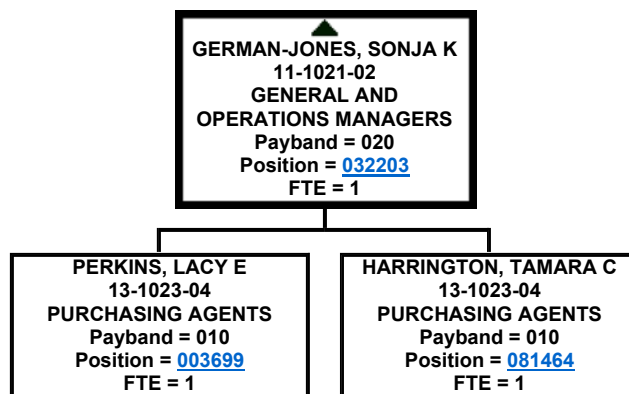 GERMAN-JONES, SONJA K
11-1021-02
GENERAL AND
OPERATIONS MANAGERS
Payband = 020
Position = 032203
FTE = 1
PERKINS, LACY E
13-1023-04
PURCHASING AGENTS
Payband = 010
Position = 003699
FTE = 1
HARRINGTON, TAMARA C
13-1023-04
PURCHASING AGENTS
Payband = 010
Position = 081464
FTE = 1